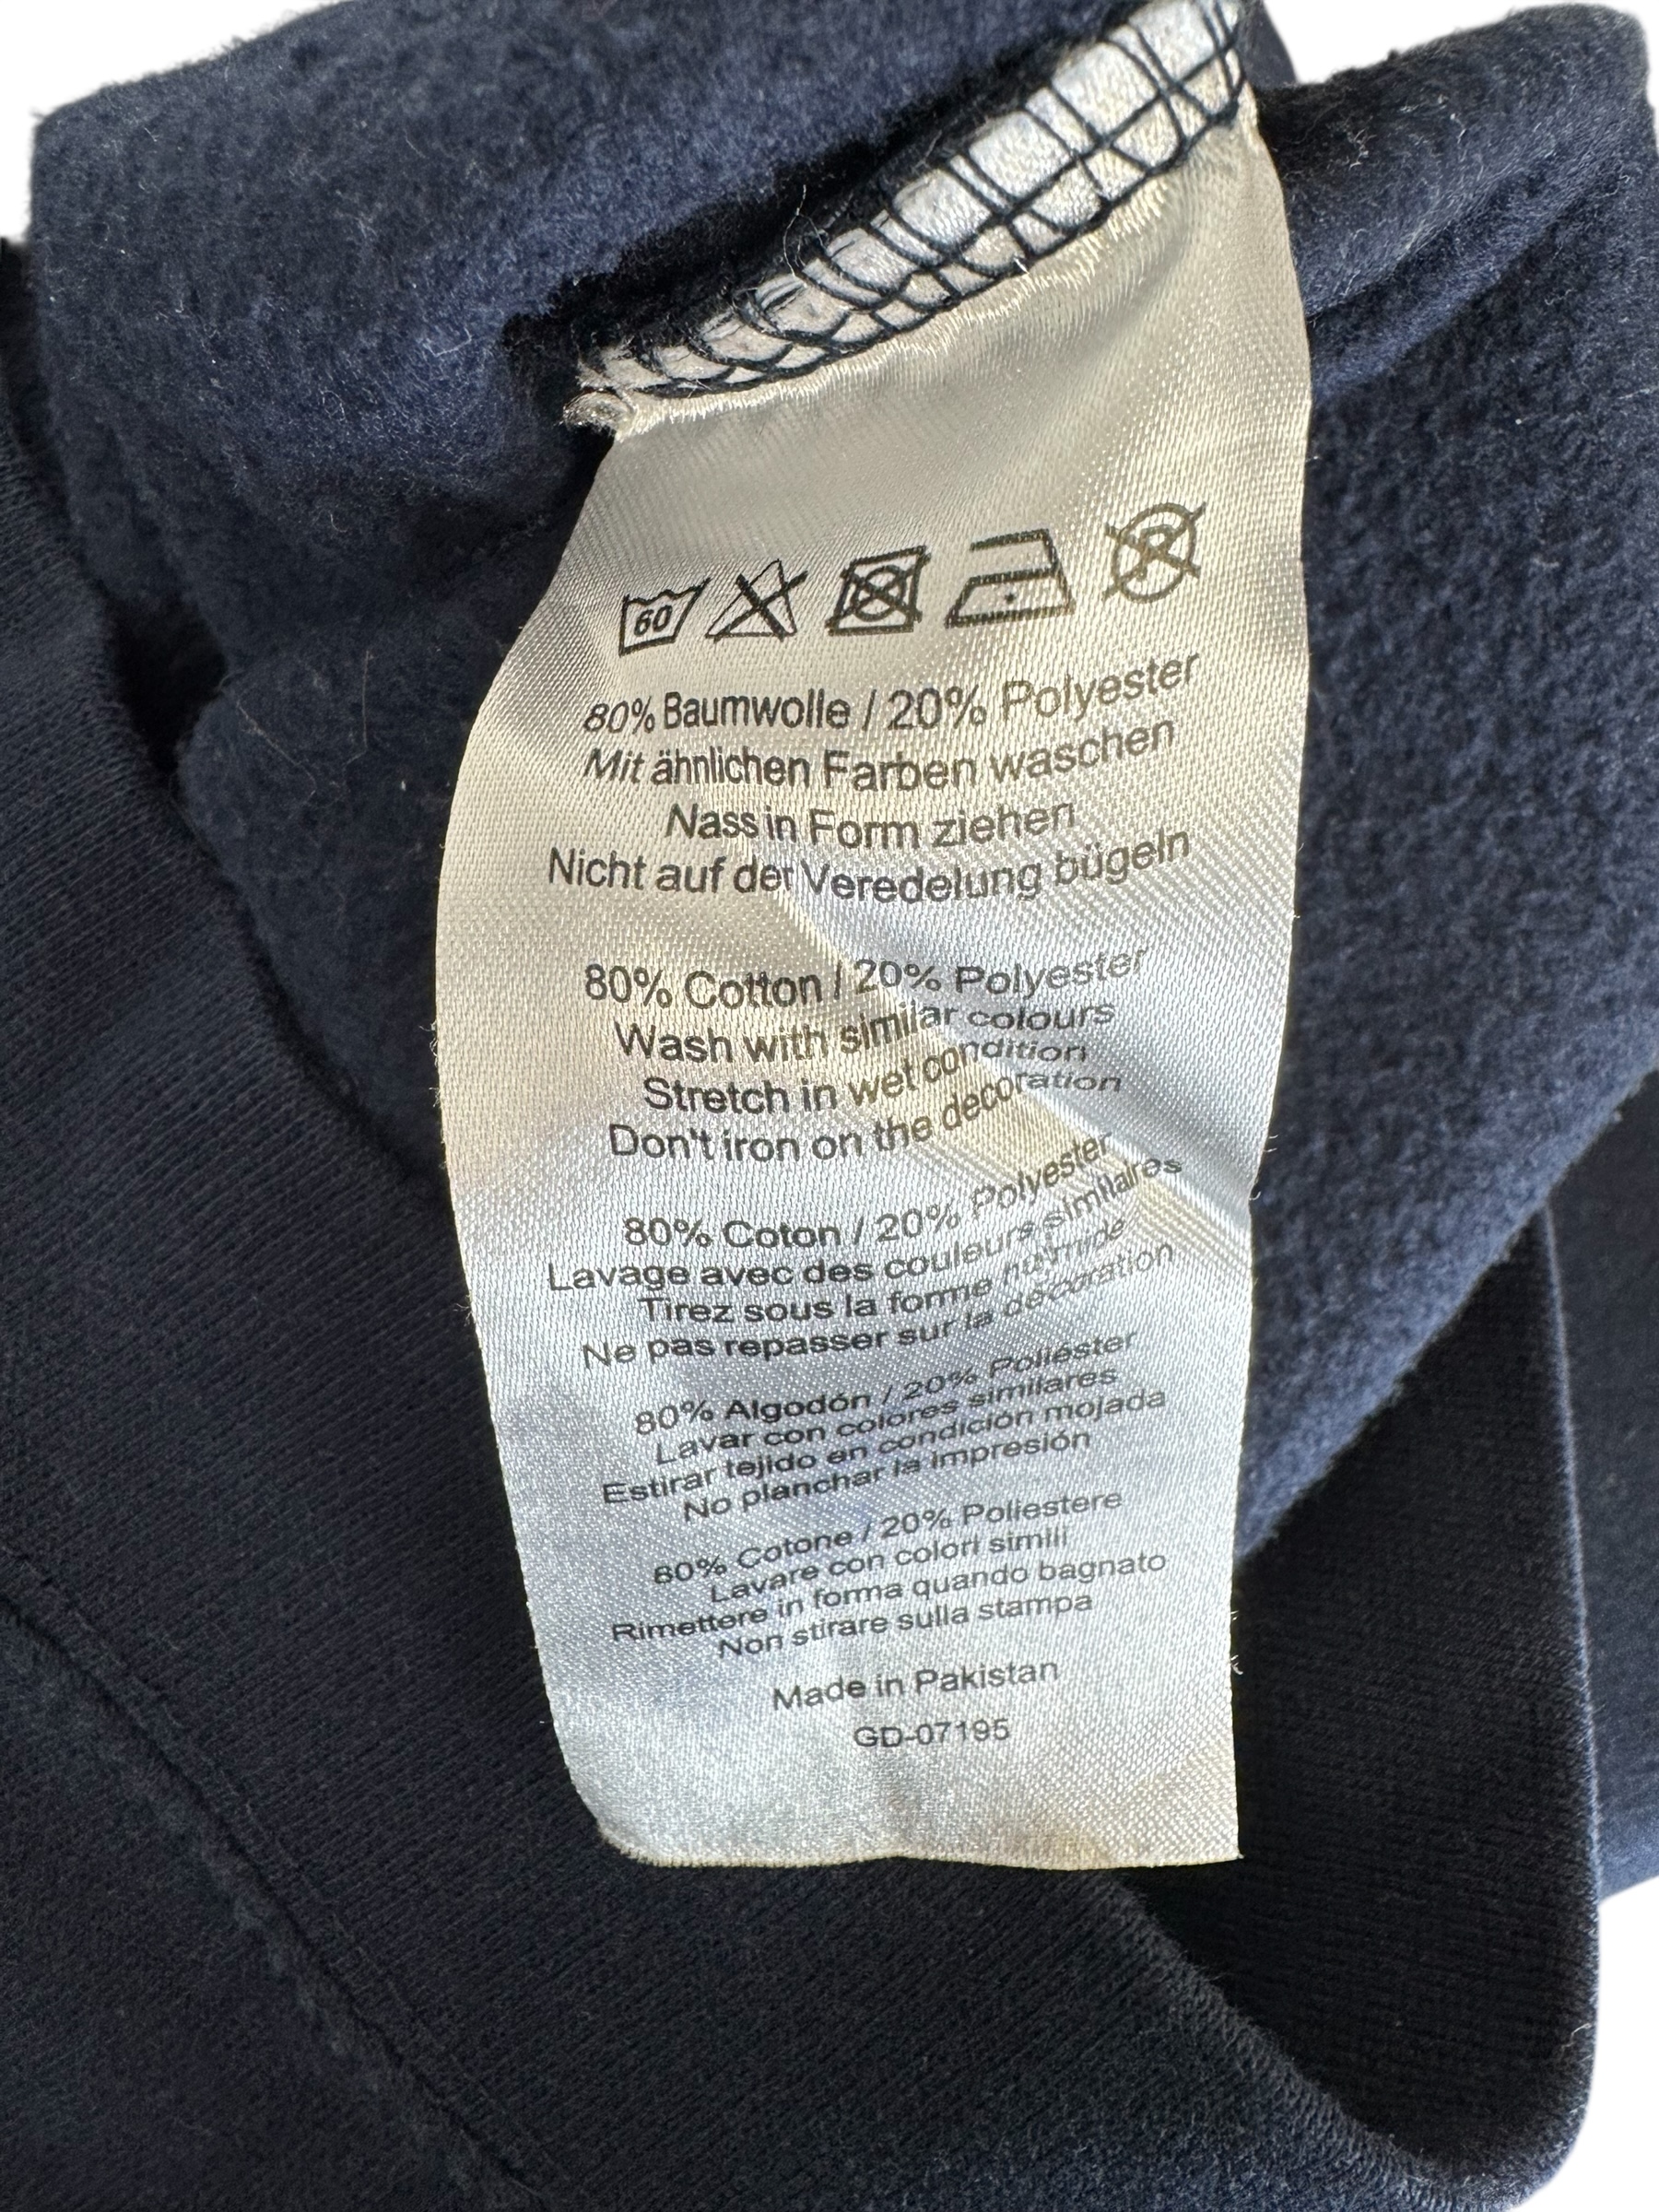 60
80% Baumwolle / 20% Polyester
Mit ähnlichen Farben waschen
Nass in Form ziehen
Nicht auf der Veredelung bügeln
80% Cotton / 20% Polyester
Wash with similar colours
Stretch in wet condition
Don't iron on the decoration
80% Coton / 20% Polyester
Lavage avec des couleurs similaires
Tirez sous la forme humide
Ne pas repasser sur la décoration
80% Algodón / 20% Poliéster
Lavar con colores similares
Estirar tejido en condición mojada
No planchar la impresión
80% Cotone / 20% Poliestere
Lavare con colori simili
Rimettere in forma quando bagnato
Non stirare sulla stampa
Made in Pakistan
GD-07195